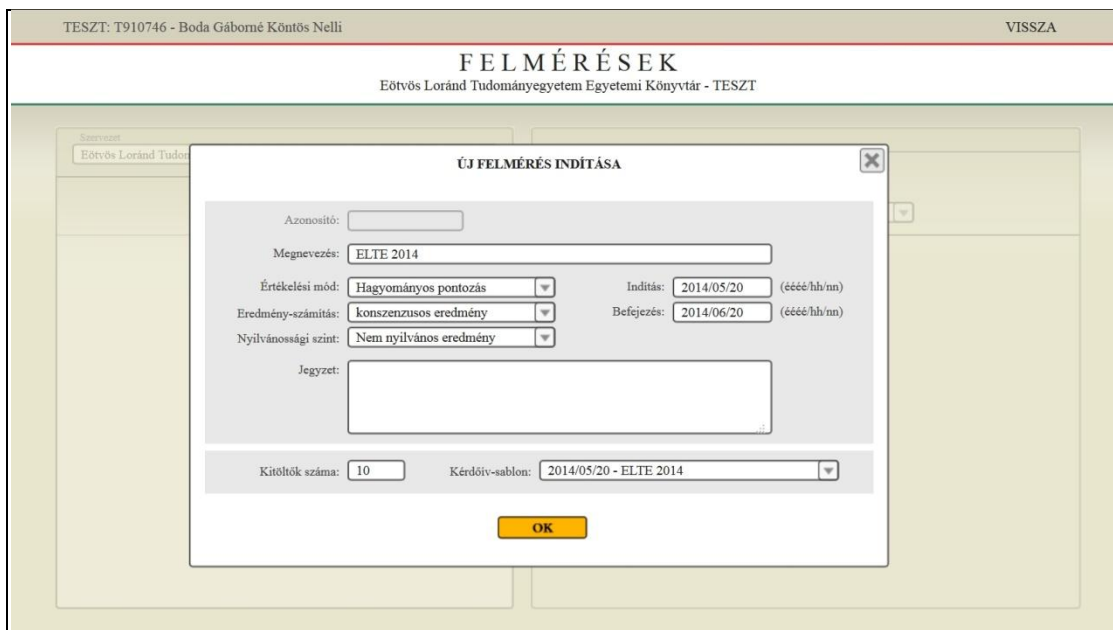 TESZT: T910746 - Boda Gáborné Köntös Nelli VISSZA
FELMÉRÉSEK
Eötvös Loránd Tudományegyetem Egyetemi Könyvtár - TESZT
Szervezet
Eötvös Loránd Tudom
ÚJ FELMÉRÉS INDÍTÁSA
Azonosító:
Megnevezés: ELTE 2014
Értékelési mód: Hagyományos pontozás Indítás: 2014/05/20 (éééé/hh/nn)
Eredmény-számítás: konszenzusos eredmény Befejezés: 2014/06/20 (éééé/hh/nn)
Nyilvánossági szint: Nem nyilvános eredmény
Jegyzet:
Kitöltők száma: 10 Kérdőív-sablon: 2014/05/20 - ELTE 2014
OK